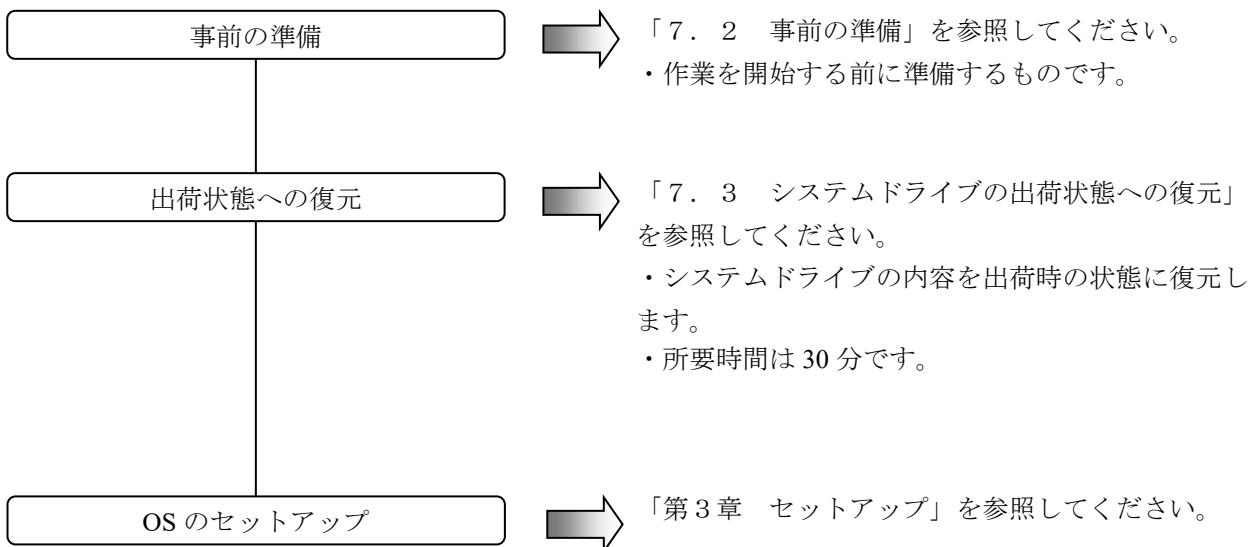 事前の準備
「７．２　事前の準備」を参照してください。
・作業を開始する前に準備するものです。
出荷状態への復元
「７．３　システムドライブの出荷状態への復元」
を参照してください。
・システムドライブの内容を出荷時の状態に復元し
ます。
・所要時間は 30 分です。
OS のセットアップ
「第３章　セットアップ」を参照してください。